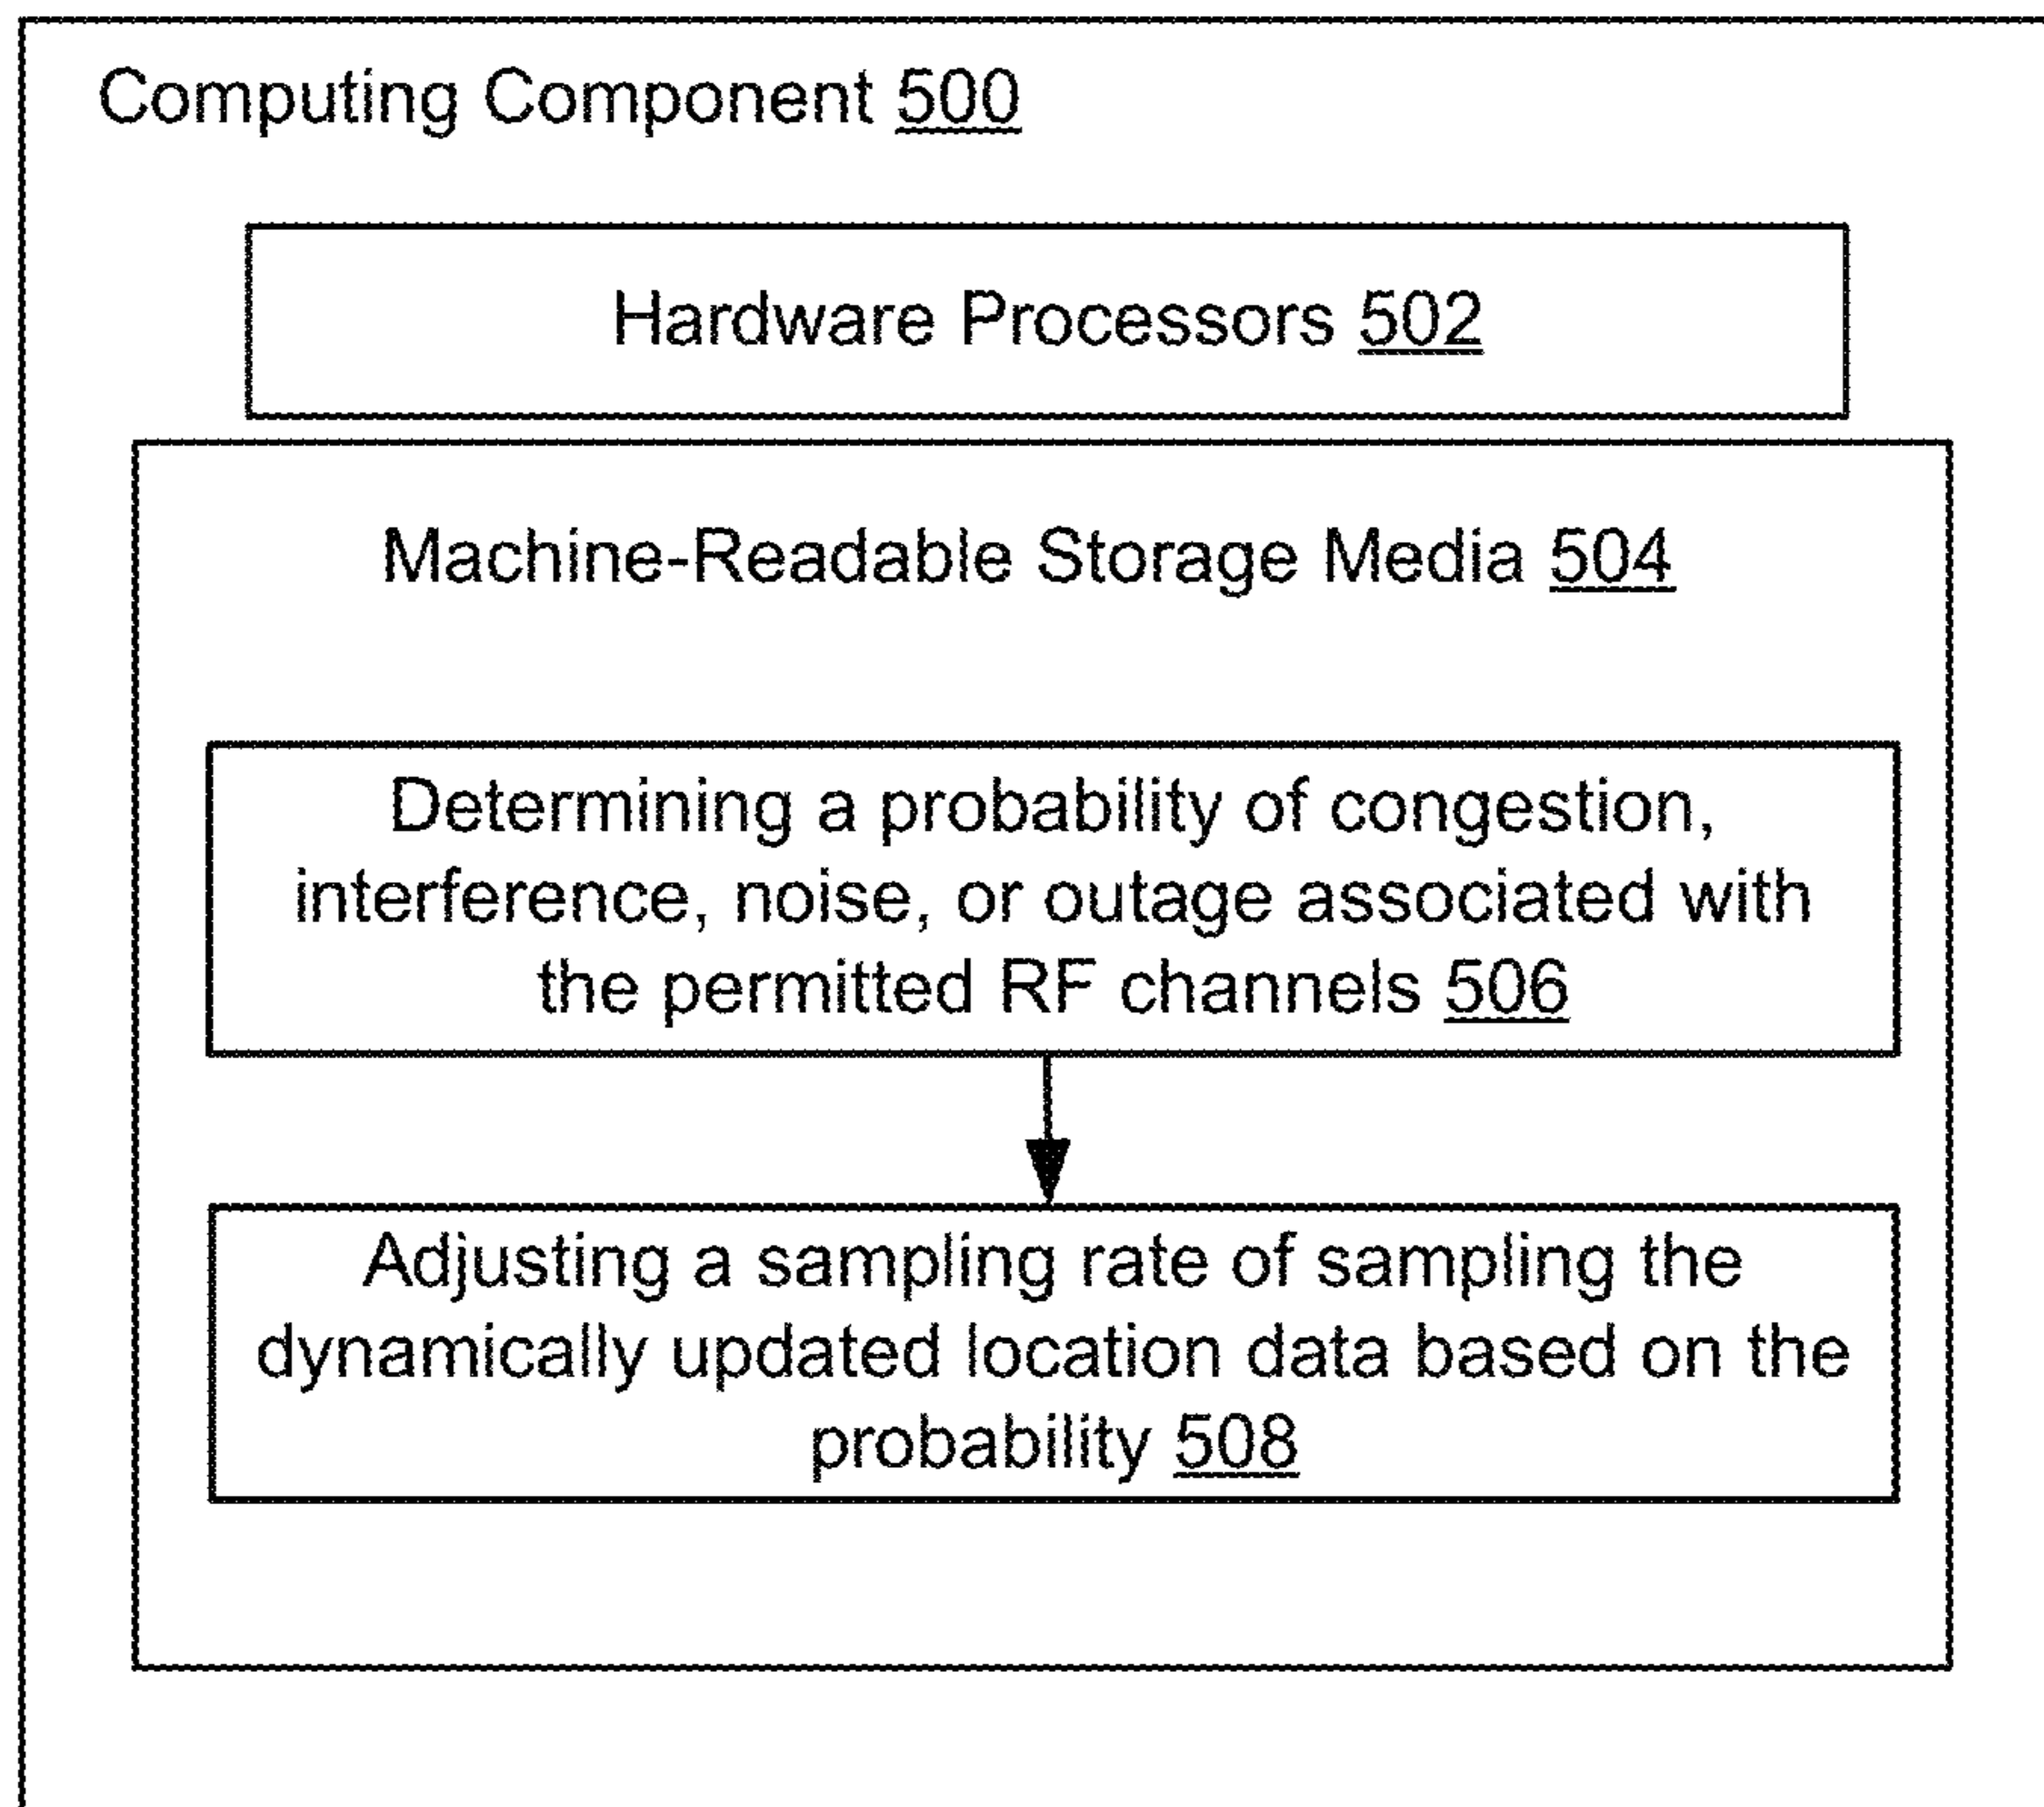 Computing Component 500
Hardware Processors 502
Machine-Readable Storage Media 504
Determining a probability of congestion,
interference, noise, or outage associated with
the permitted RF channels 506
Adjusting a sampling rate of sampling the
dynamically updated location data based on the
probability 508